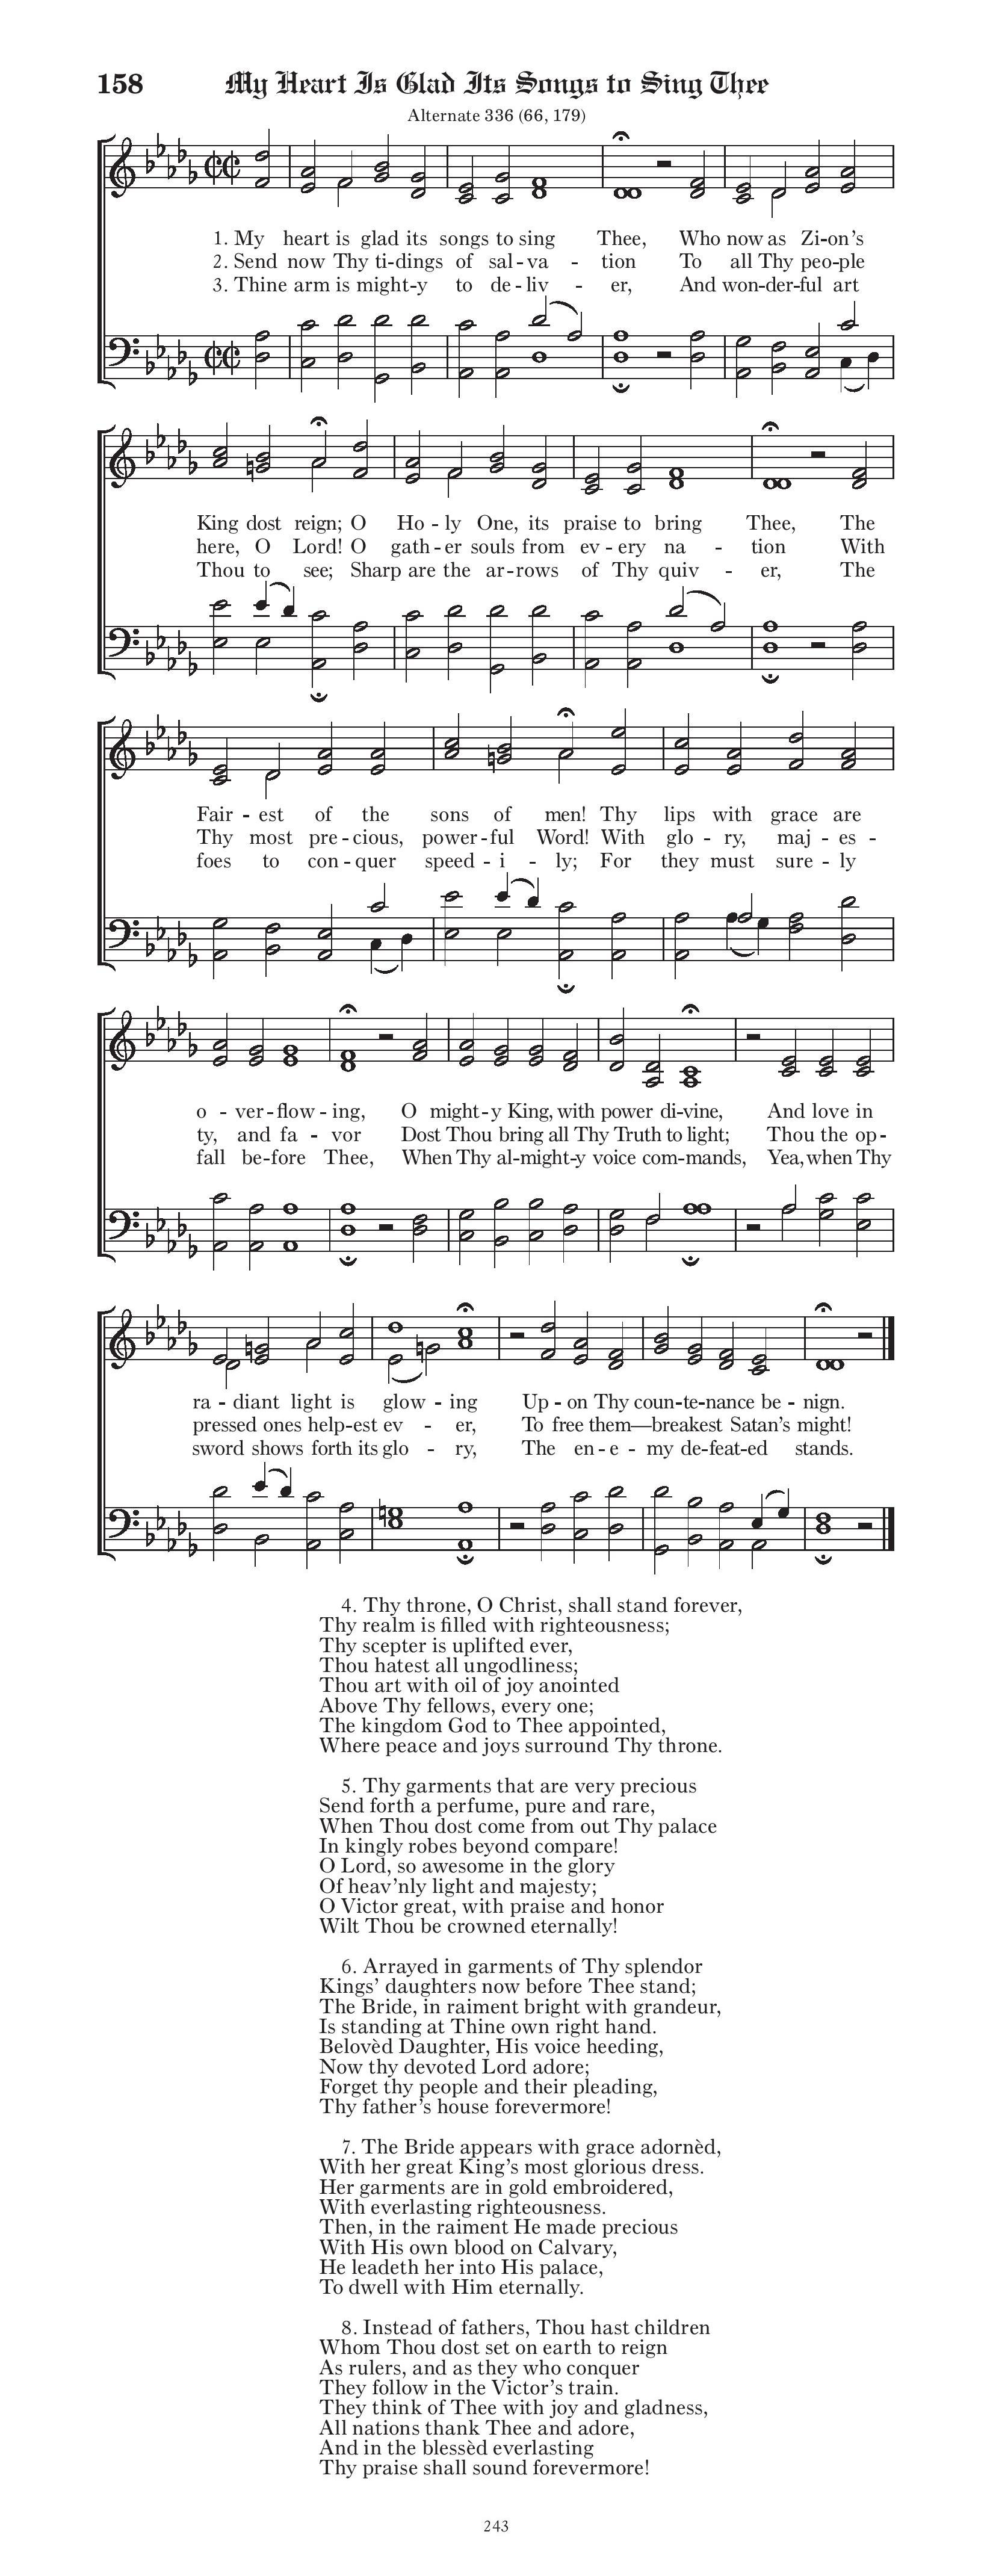 158 My Heart Is Glad Its Songs to Sing Thee
Alternate 336 (66, 179)
1. My heart is glad its songs to sing Thee, Who now as Zi-on’s
2. Send now Thy ti-dings of sal-va - tion To all Thy peo-ple
3. Thine arm is might-y to de-liv - er, And won-der-ful art
King dost reign; O Ho - ly One, its praise to bring Thee, The
here, O Lord! O gath-er souls from ev-ery na - tion With
Thou to see; Sharp are the ar-rows of Thy quiv - er, The
Fair - est of the sons of men! Thy lips with grace are
Thy most pre-cious, power-ful Word! With glo - ry, maj - es -
foes to con-quer speed - i - ly; For they must sure - ly
o - ver-flow-ing, O might-y King, with power di-vine, And love in
ty, and fa - vor Dost Thou bring all Thy Truth to light; Thou the op-
fall be-fore Thee, When Thy al-might-y voice com-mands, Yea, when Thy
ra - diant light is glow - ing Up - on Thy coun-te-nance be - nign.
pressed ones help-est ev - er, To free them—breakest Satan’s might!
sword shows forth its glo - ry, The en-e - my de-feat-ed stands.
4. Thy throne, O Christ, shall stand forever,
Thy realm is filled with righteousness;
Thy scepter is uplifted ever,
Thou hatest all ungodliness;
Thou art with oil of joy anointed
Above Thy fellows, every one;
The kingdom God to Thee appointed,
Where peace and joys surround Thy throne.
5. Thy garments that are very precious
Send forth a perfume, pure and rare,
When Thou dost come from out Thy palace
In kingly robes beyond compare!
O Lord, so awesome in the glory
Of heav’nly light and majesty;
O Victor great, with praise and honor
Wilt Thou be crowned eternally!
6. Arrayed in garments of Thy splendor
Kings’ daughters now before Thee stand;
The Bride, in raiment bright with grandeur,
Is standing at Thine own right hand.
Belovèd Daughter, His voice heeding,
Now thy devoted Lord adore;
Forget thy people and their pleading,
Thy father’s house forevermore!
7. The Bride appears with grace adornèd,
With her great King’s most glorious dress.
Her garments are in gold embroidered,
With everlasting righteousness.
Then, in the raiment He made precious
With His own blood on Calvary,
He leadeth her into His palace,
To dwell with Him eternally.
8. Instead of fathers, Thou hast children
Whom Thou dost set on earth to reign
As rulers, and as they who conquer
They follow in the Victor’s train.
They think of Thee with joy and gladness,
All nations thank Thee and adore,
And in the blessèd everlasting
Thy praise shall sound forevermore!
243